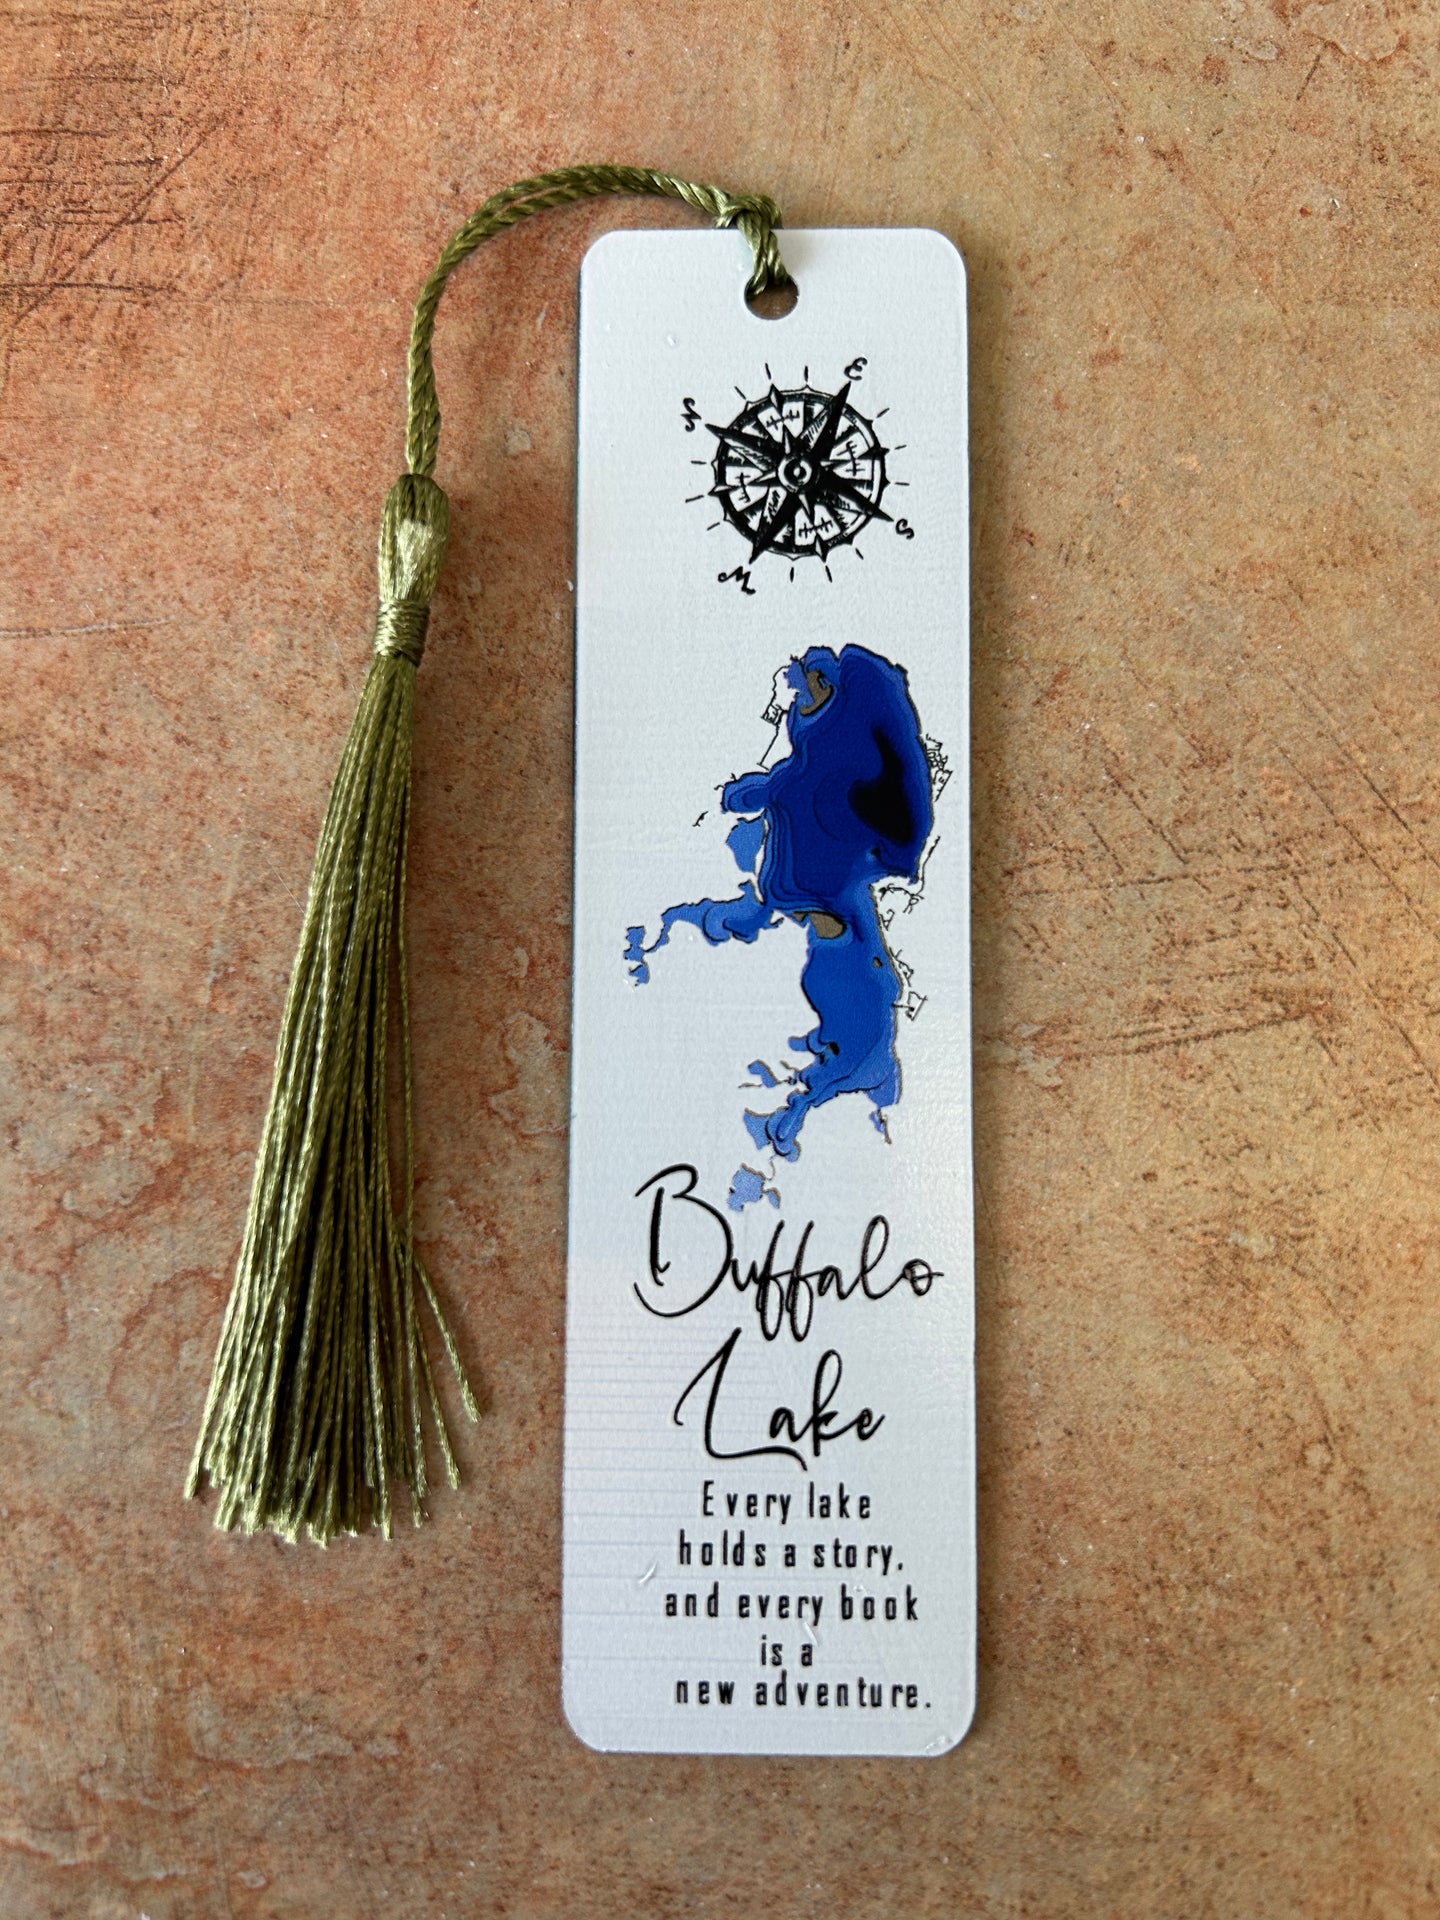 E
N
S
W
Buffalo
Lake
Every lake
holds a story,
and every book
is a
new adventure.